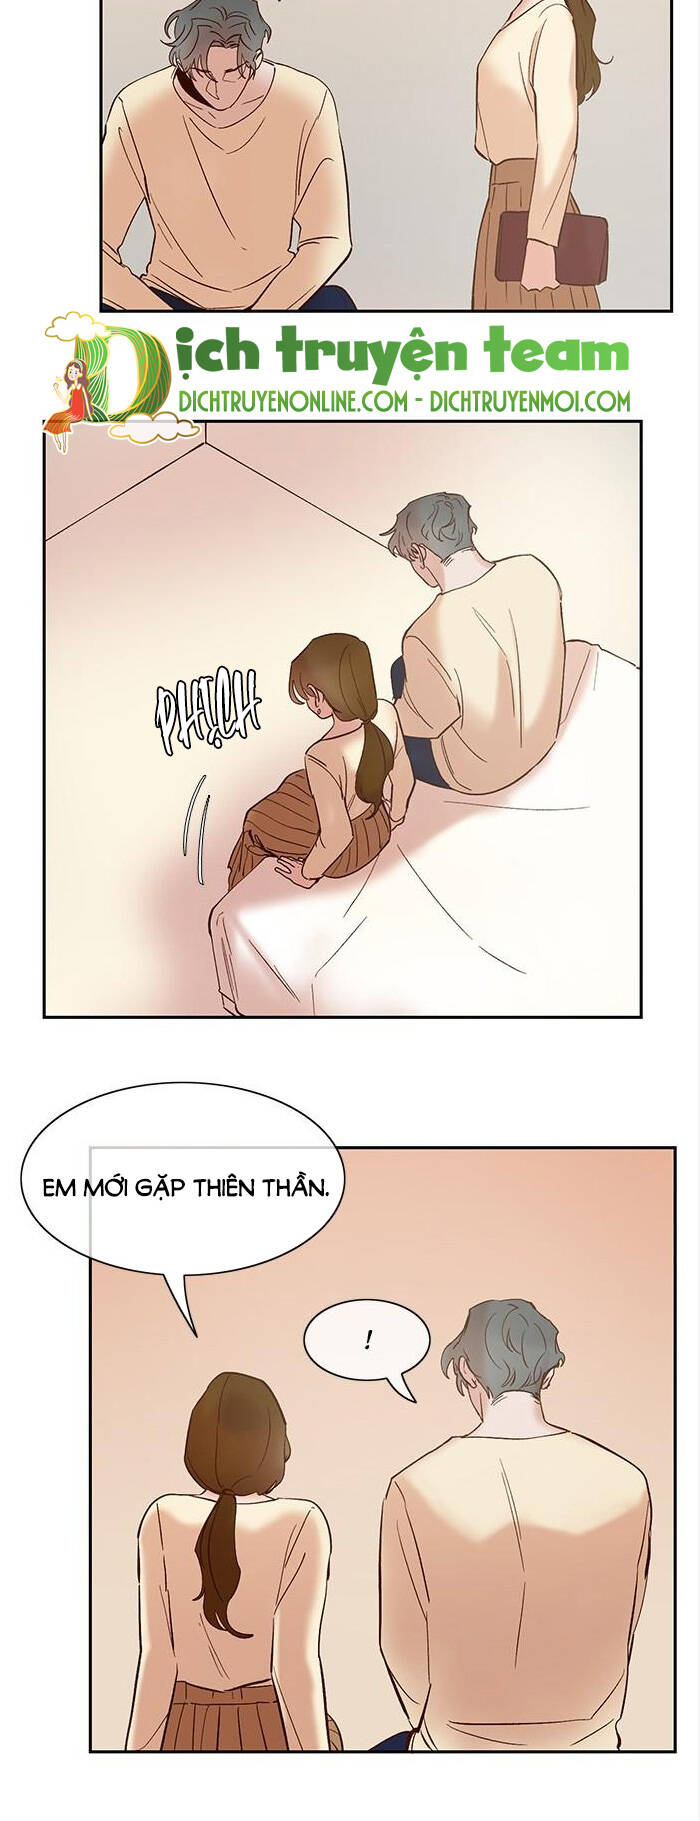 Dịch truyện team
DICHTRUYENONLINE.COM - DICHTRUYENMOI.COM
PHỊCH
EM MỚI GẶP THIÊN THẦN.
!